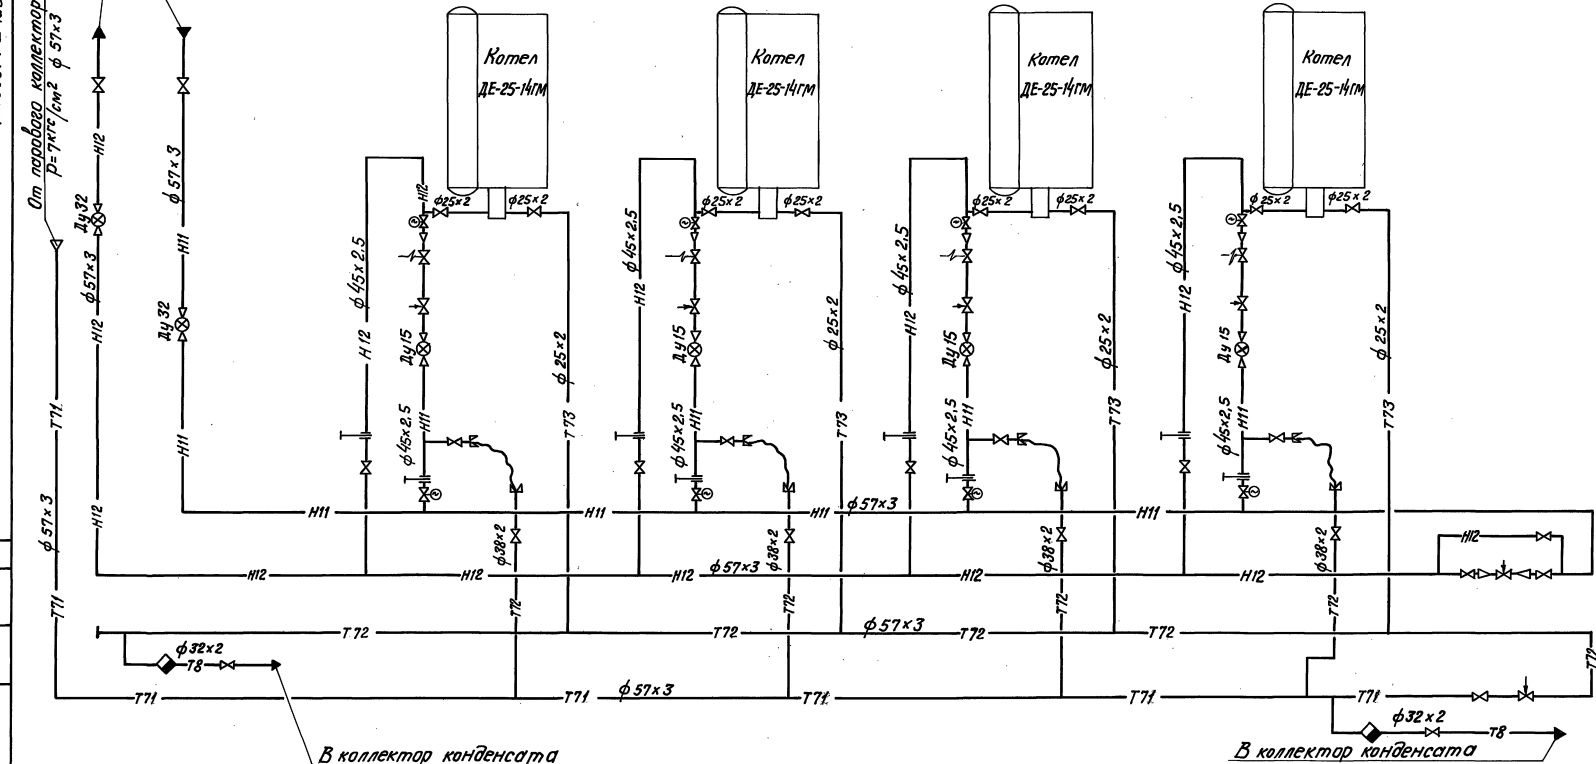 От парового коллектор
P=7кгс/см² ф 57×3
Котел
ДЕ-25-14ГМ
Котел
ДЕ-25-14ГМ
Котел
ДЕ-25-14ГМ
Котел
ДЕ-25-14ГМ
Н12
ф57×3
Ду32
ф57×3
Н11
Н12
Ду32
Н11
Т71
ф57×3
Н12
Т71
Н12
ф25×2
ф25×2
ф25×2
ф25×2
ф25×2
ф25×2
ф25×2
ф25×2
ф45×2,5
Н12
Ду15
ф25×2
ф45×2,5
Н11
Т73
ф45×2,5
Н12
Ду15
ф25×2
ф45×2,5
Н11
Т73
ф45×2,5
Н12
Ду15
ф25×2
ф45×2,5
Н11
Т73
ф45×2,5
Н12
Ду15
ф25×2
ф45×2,5
Н11
Т73
Н11
Н11
Н11
ф57×3
Н11
ф38×2
ф38×2
ф38×2
ф38×2
Н12
Н12
Н12
Н12
ф57×3
Н12
Н12
Т72
Т72
Т72
Т72
Т72
Т72
ф57×3
Т72
Т72
Т72
ф32×2
Т8
Т71
Т71
ф57×3
Т71
Т71
Т71
ф32×2
Т8
В коллектор конденсата
В коллектор конденсата